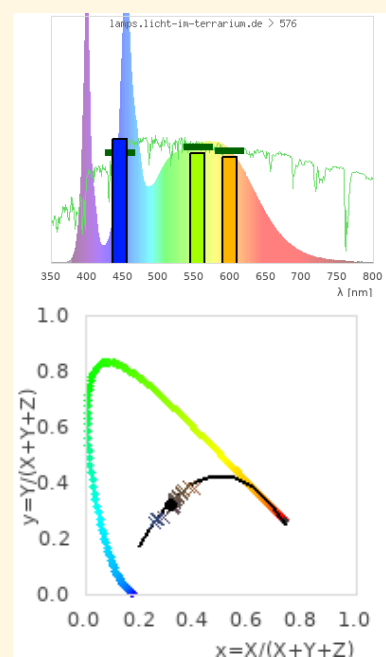 lamps.licht-im-terrarium.de > 576
350 400 450 500 550 600 650 700 750 800
λ [nm]
1.0
0.8
0.6
0.4
0.2
0.0
y=Y/(X+Y+Z)
0.0 0.2 0.4 0.6 0.8 1.0
x=X/(X+Y+Z)